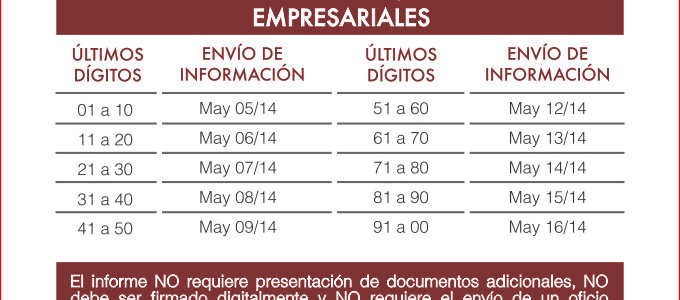 EMPRESARIALES
ÚLTIMOS DÍGITOS ENVÍO DE INFORMACIÓN ÚLTIMOS DÍGITOS ENVÍO DE INFORMACIÓN
01 a 10 May 05/14 51 a 60 May 12/14
11 a 20 May 06/14 61 a 70 May 13/14
21 a 30 May 07/14 71 a 80 May 14/14
31 a 40 May 08/14 81 a 90 May 15/14
41 a 50 May 09/14 91 a 00 May 16/14
El informe NO requiere presentación de documentos adicionales, NO
debe ser firmado digitalmente y NO requiere el envío de un oficio